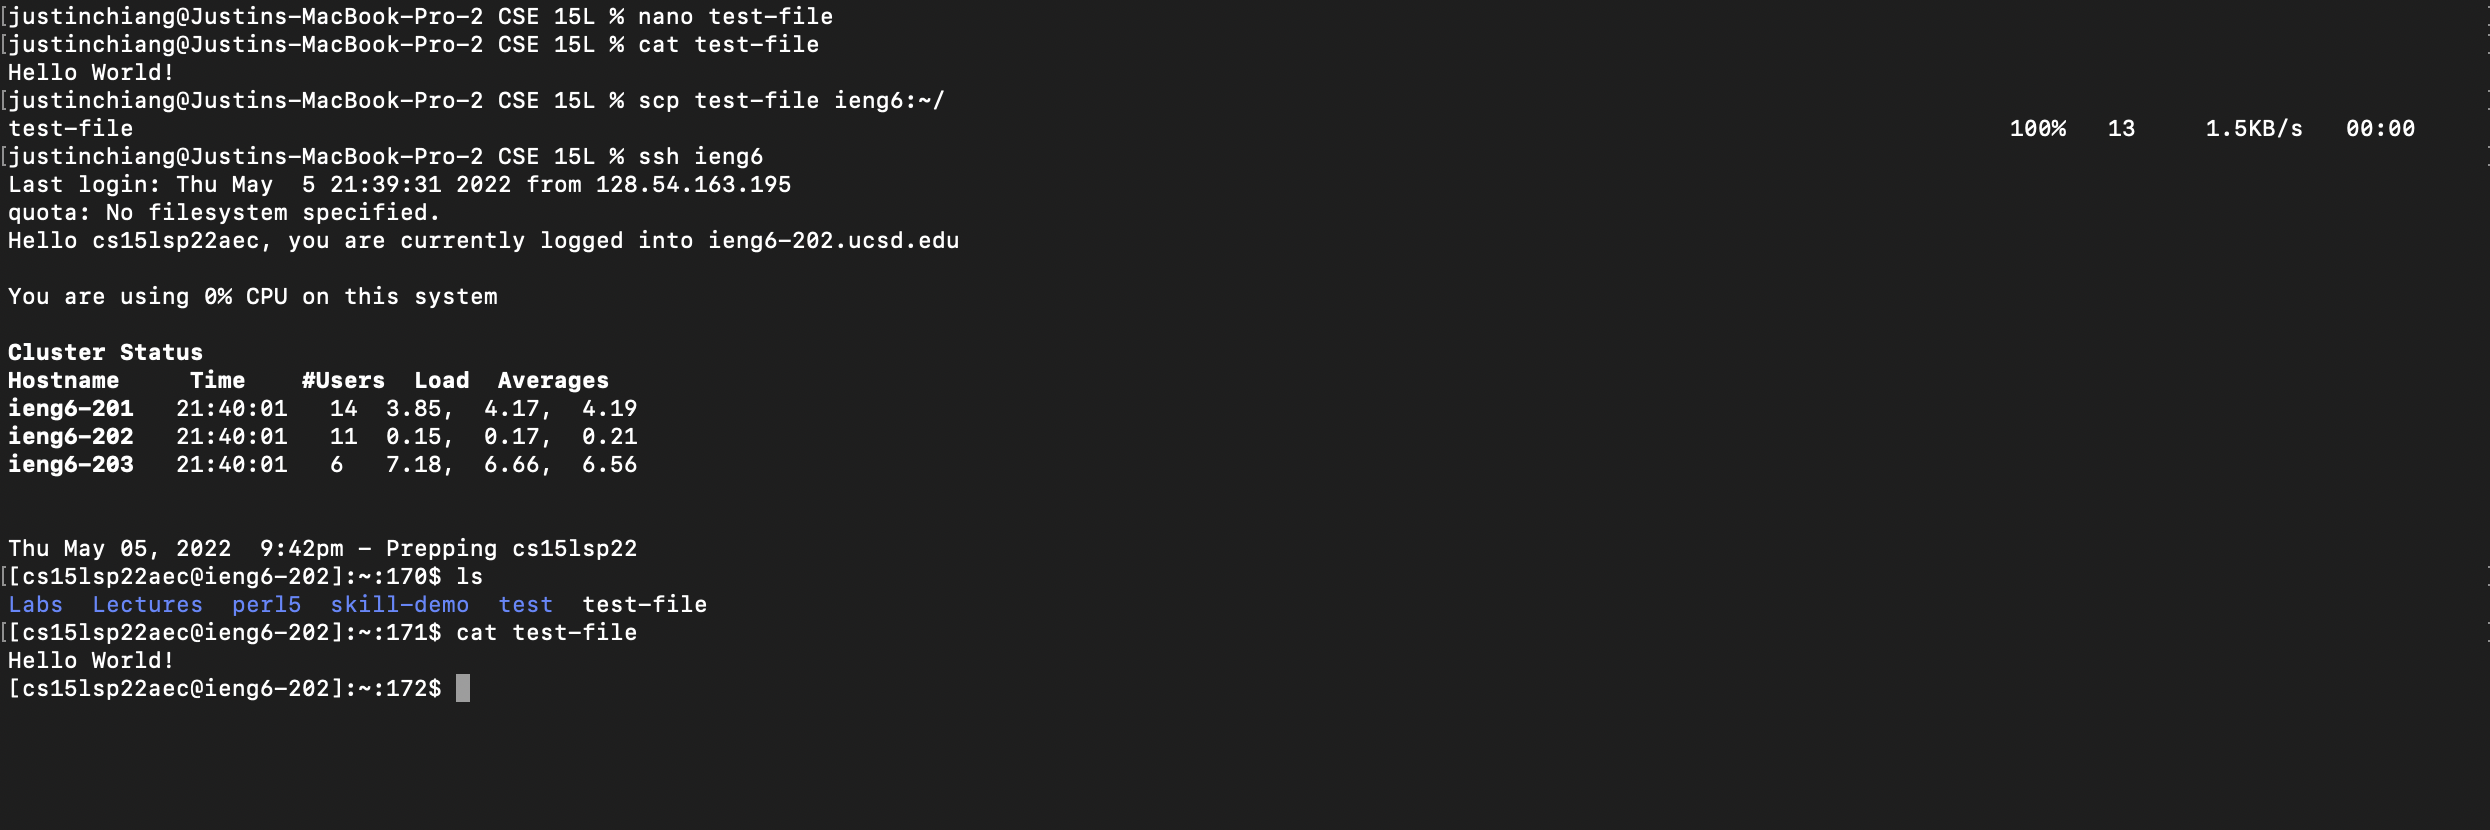 [justinchiang@Justins-MacBook-Pro-2 CSE 15L % nano test-file
[justinchiang@Justins-MacBook-Pro-2 CSE 15L % cat test-file
Hello World!
[justinchiang@Justins-MacBook-Pro-2 CSE 15L % scp test-file ieng6:~/
test-file 100% 13 1.5KB/s 00:00
[justinchiang@Justins-MacBook-Pro-2 CSE 15L % ssh ieng6
Last login: Thu May  5 21:39:31 2022 from 128.54.163.195
quota: No filesystem specified.
Hello cs15lsp22aec, you are currently logged into ieng6-202.ucsd.edu
You are using 0% CPU on this system
Cluster Status
Hostname     Time    #Users  Load  Averages
ieng6-201   21:40:01   14  3.85,  4.17,  4.19
ieng6-202   21:40:01   11  0.15,  0.17,  0.21
ieng6-203   21:40:01   6   7.18,  6.66,  6.56
Thu May 05, 2022  9:42pm - Prepping cs15lsp22
[[cs15lsp22aec@ieng6-202]:~:170$ ls
Labs  Lectures  perl5  skill-demo  test  test-file
[[cs15lsp22aec@ieng6-202]:~:171$ cat test-file
Hello World!
[cs15lsp22aec@ieng6-202]:~:172$